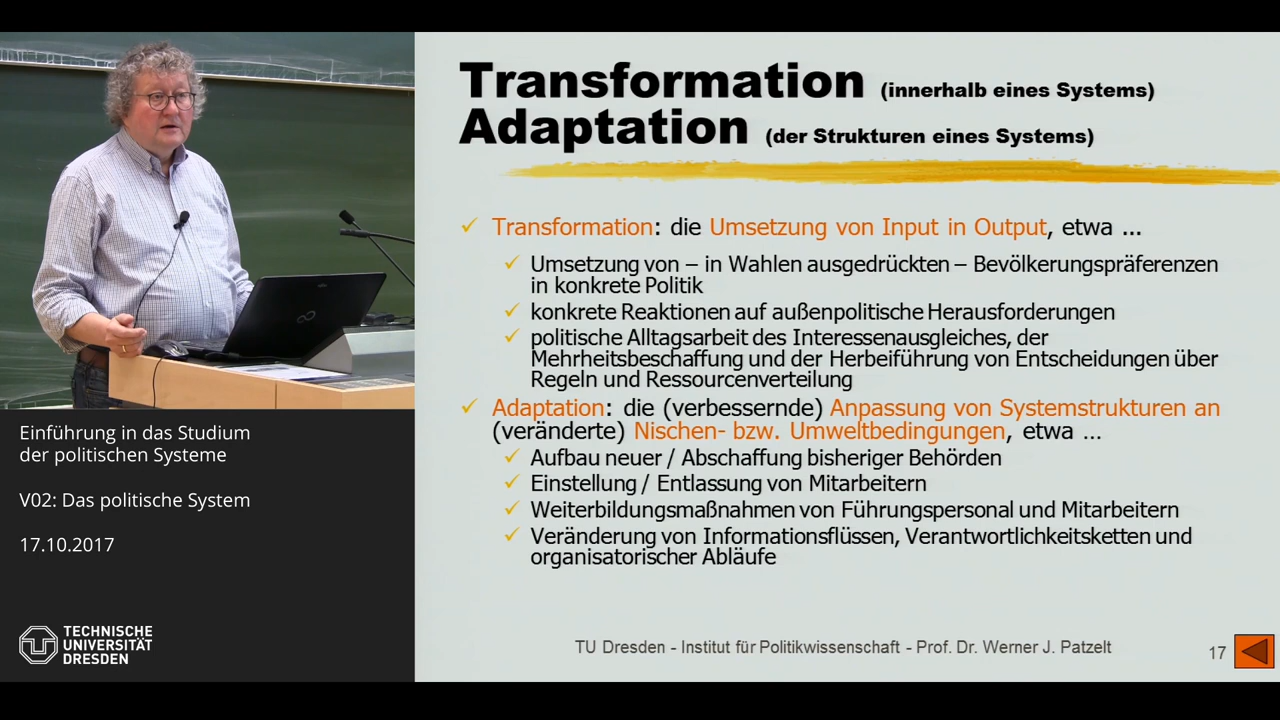 Transformation (innerhalb eines Systems)
Adaptation (der Strukturen eines Systems)
Transformation: die Umsetzung von Input in Output, etwa ...
Umsetzung von – in Wahlen ausgedrückten – Bevölkerungspräferenzen
in konkrete Politik
konkrete Reaktionen auf außenpolitische Herausforderungen
politische Alltagsarbeit des Interessenausgleiches, der
Mehrheitsbeschaffung und der Herbeiführung von Entscheidungen über
Regeln und Ressourcenverteilung
Adaptation: die (verbessernde) Anpassung von Systemstrukturen an
(veränderte) Nischen- bzw. Umweltbedingungen, etwa ...
Aufbau neuer / Abschaffung bisheriger Behörden
Einstellung / Entlassung von Mitarbeitern
Weiterbildungsmaßnahmen von Führungspersonal und Mitarbeitern
Veränderung von Informationsflüssen, Verantwortlichkeitsketten und
organisatorischer Abläufe
TU Dresden - Institut für Politikwissenschaft - Prof. Dr. Werner J. Patzelt
17
Einführung in das Studium
der politischen Systeme
V02: Das politische System
17.10.2017
TECHNISCHE
UNIVERSITÄT
DRESDEN